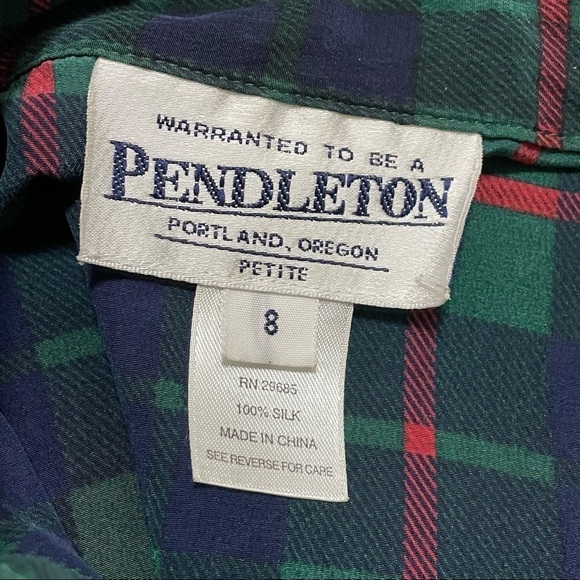 WARRANTED TO BE A
PENDLETON
PORTLAND, OREGON
PETITE
8
RN 29685
100% SILK
MADE IN CHINA
SEE REVERSE FOR CARE